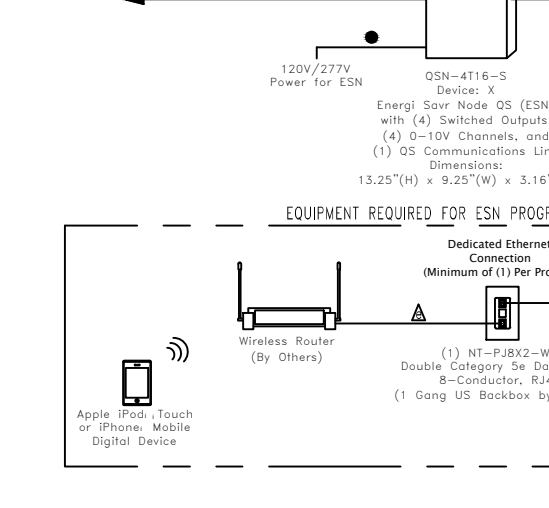 120V/277V
Power for ESN
QSN-4T16-S
Device: X
Energi Savr Node QS (ESN
with (4) Switched Outputs
(4) 0-10V Channels, and
(1) QS Communications Lin
Dimensions:
13.25"(H) x 9.25"(W) x 3.16"
EQUIPMENT REQUIRED FOR ESN PROGR
Dedicated Ethernet
Connection
(Minimum of (1) Per Pro
Wireless Router
(By Others)
(1) NT-PJ8X2-W
Double Category 5e Da
8-Conductor, RJ4
(1 Gang US Backbox by
Apple iPod Touch
or iPhone Mobile
Digital Device